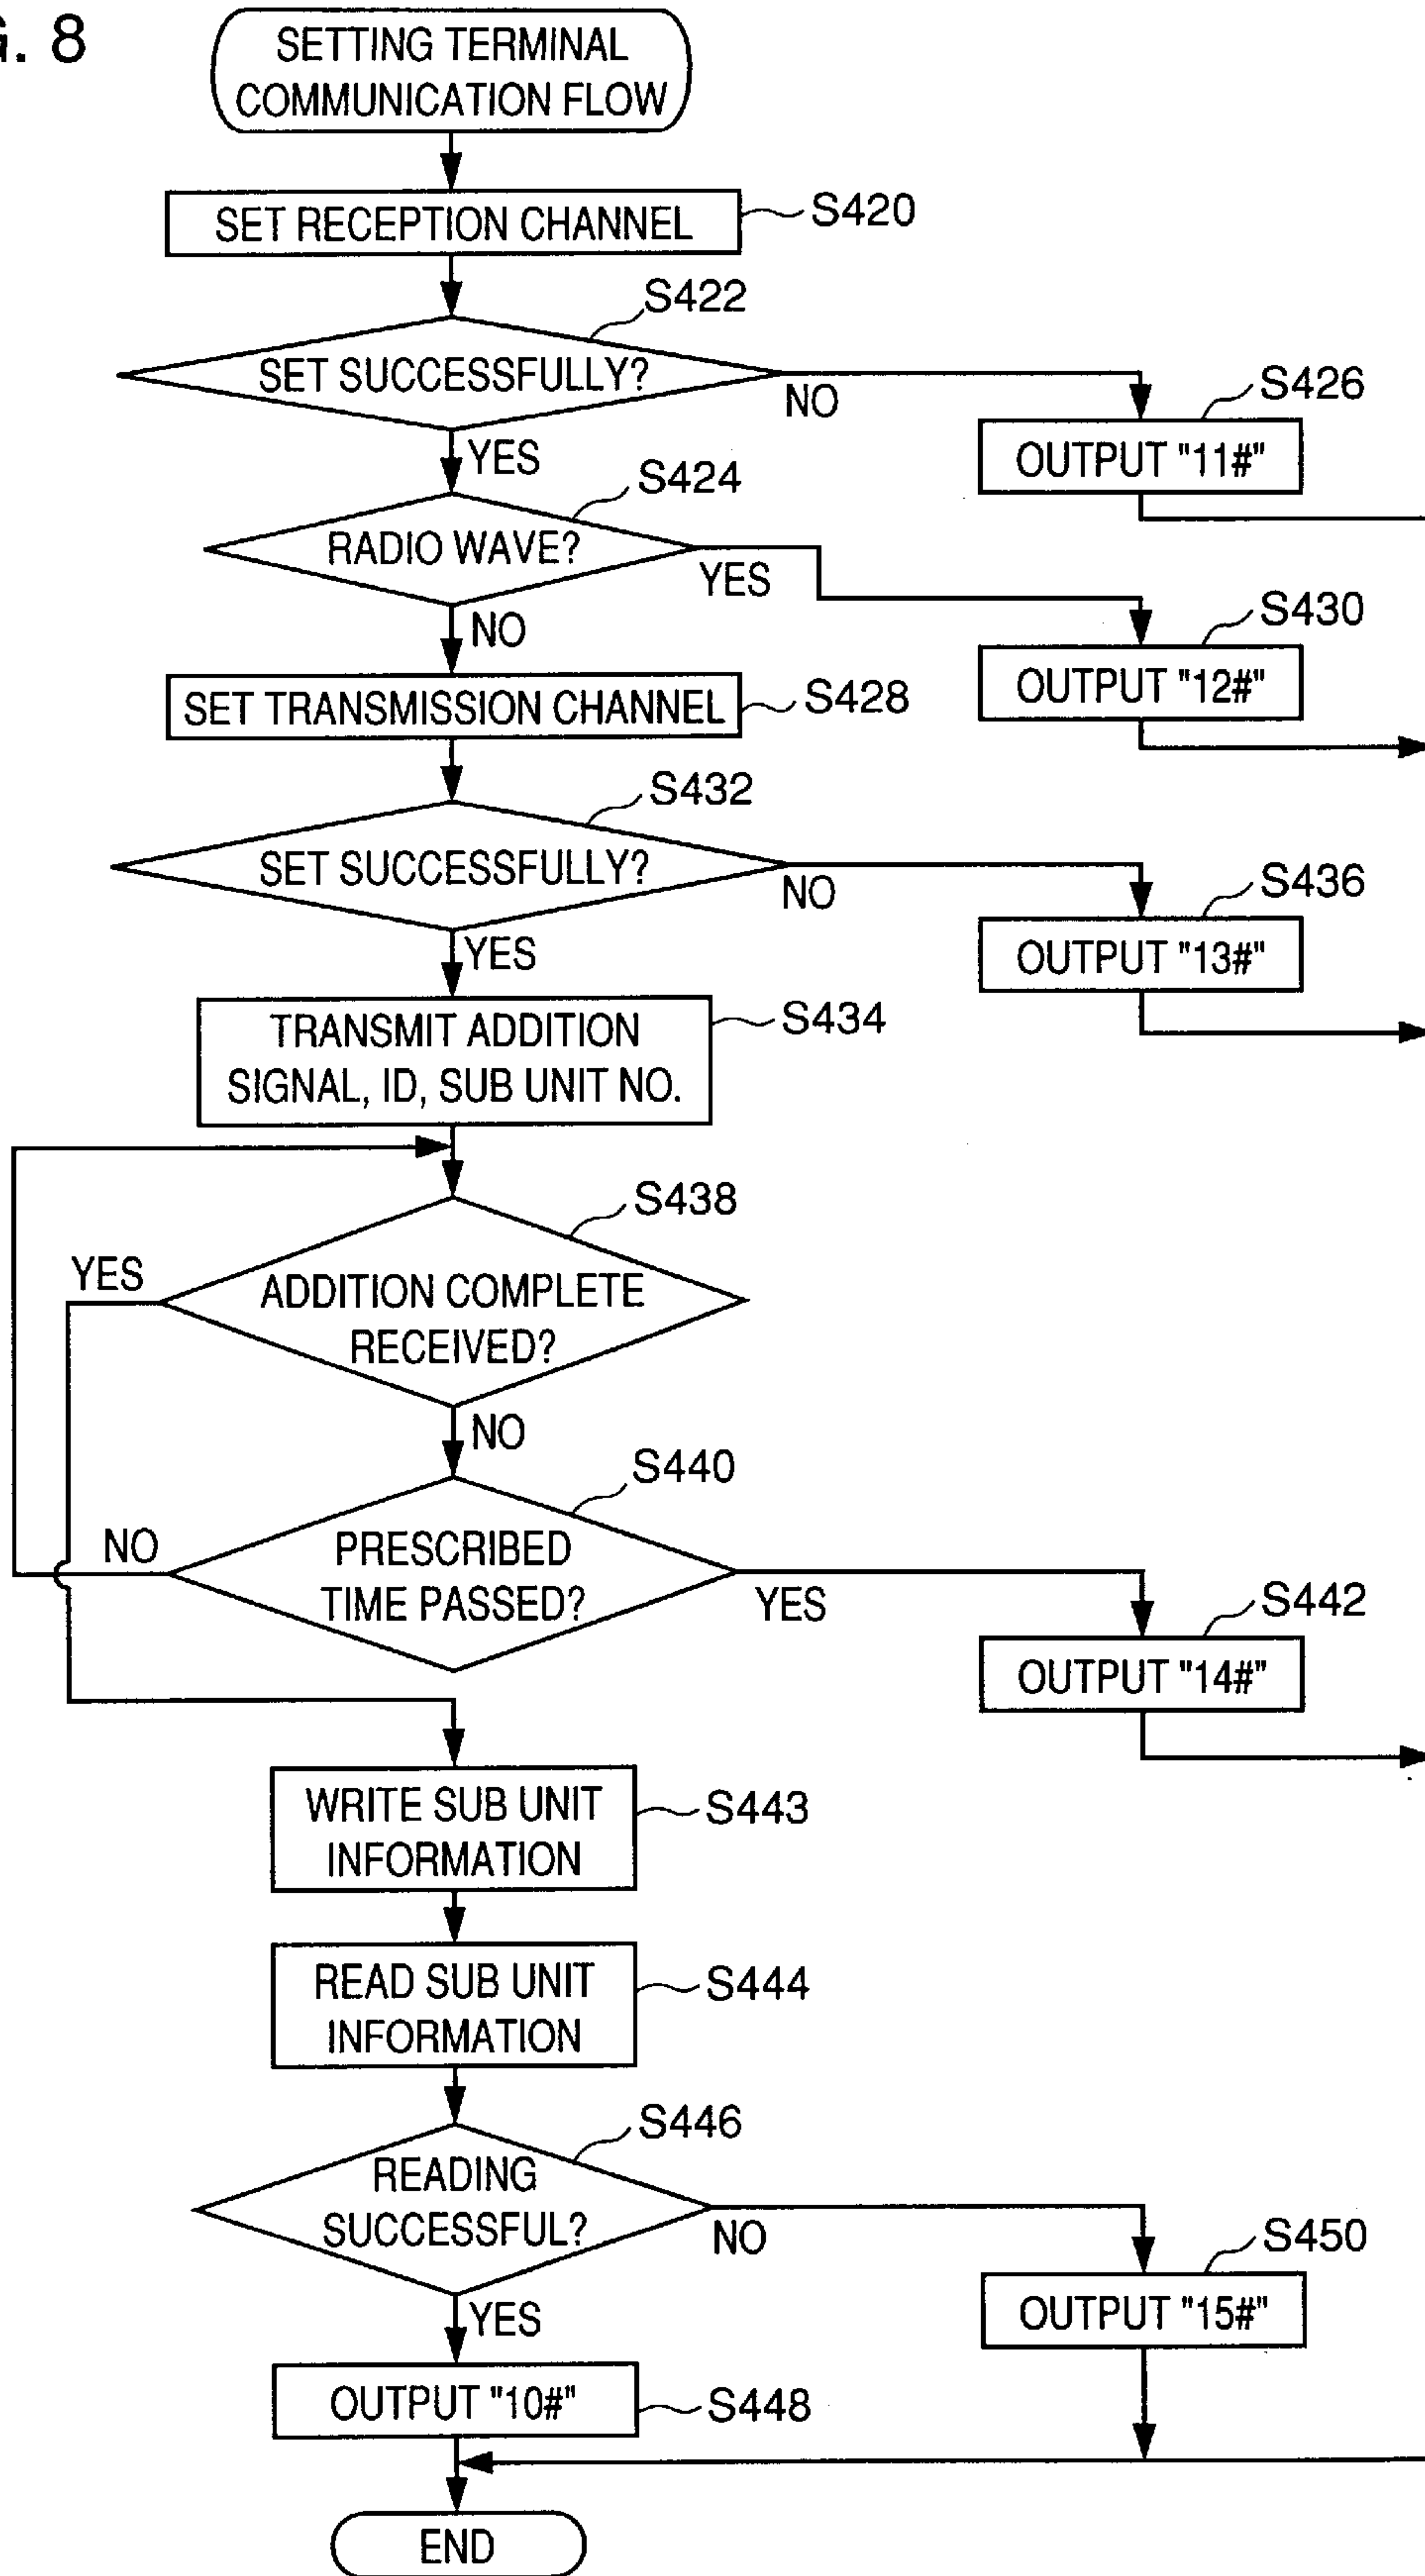 G. 8
SETTING TERMINAL
COMMUNICATION FLOW
SET RECEPTION CHANNEL
S420
S422
SET SUCCESSFULLY?
NO
S426
OUTPUT "11#"
YES
S424
RADIO WAVE?
YES
S430
OUTPUT "12#"
NO
SET TRANSMISSION CHANNEL
S428
S432
SET SUCCESSFULLY?
NO
S436
OUTPUT "13#"
YES
TRANSMIT ADDITION
SIGNAL, ID, SUB UNIT NO.
S434
S438
YES
ADDITION COMPLETE
RECEIVED?
NO
S440
NO
PRESCRIBED
TIME PASSED?
YES
S442
OUTPUT "14#"
WRITE SUB UNIT
INFORMATION
S443
READ SUB UNIT
INFORMATION
S444
S446
READING
SUCCESSFUL?
NO
S450
OUTPUT "15#"
YES
OUTPUT "10#"
S448
END